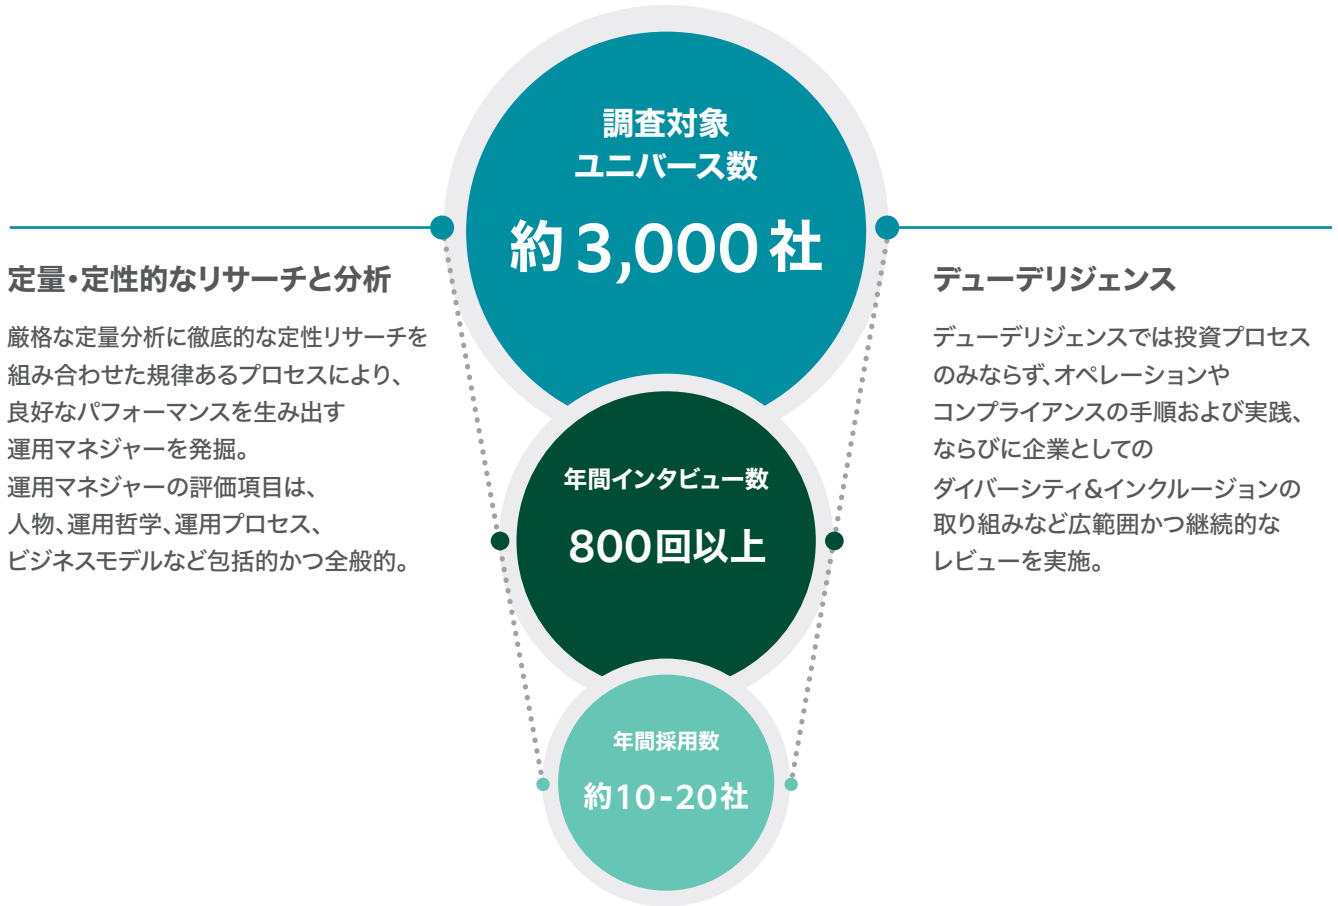 調査対象
ユニバース数
約3,000社
定量・定性的なリサーチと分析
厳格な定量分析に徹底的な定性リサーチを
組み合わせた規律あるプロセスにより、
良好なパフォーマンスを生み出す
運用マネジャーを発掘。
運用マネジャーの評価項目は、
人物、運用哲学、運用プロセス、
ビジネスモデルなど包括的かつ全般的。
デューデリジェンス
デューデリジェンスでは投資プロセス
のみならず、オペレーションや
コンプライアンスの手順および実践、
ならびに企業としての
ダイバーシティ&インクルージョンの
取り組みなど広範囲かつ継続的な
レビューを実施。
年間インタビュー数
800回以上
年間採用数
約10-20社